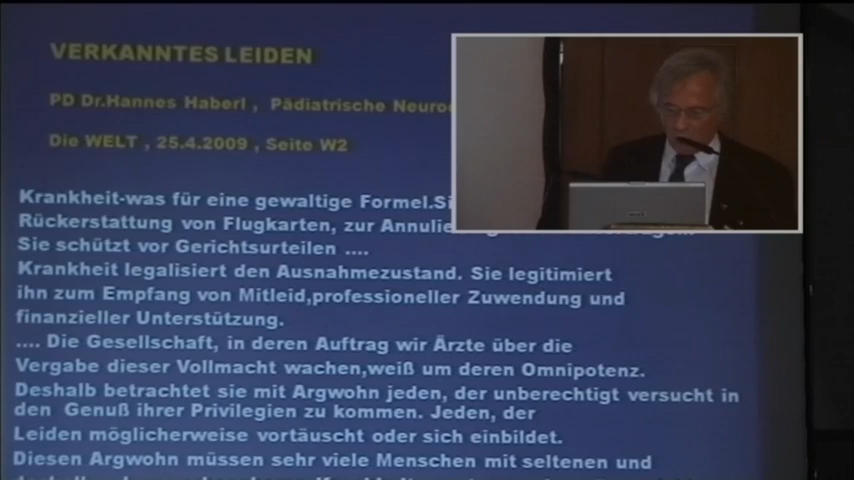 VERKANNTES LEIDEN
PD Dr.Hannes Haberl , Pädiatrische
Die WELT , 25.4.2009 , Seite W2
Krankheit-was für eine gewaltige Formel.
Rückerstattung von Flugkarten, zur
Sie schützt vor Gerichtsurteilen ....
Krankheit legalisiert den Ausnahmezustand. Sie legitimiert
ihn zum Empfang von Mitleid,professioneller Zuwendung und
finanzieller Unterstützung.
.... Die Gesellschaft, in deren Auftrag wir Ärzte über die
Vergabe dieser Vollmacht wachen,weiß um deren Omnipotenz.
Deshalb betrachtet sie mit Argwohn jeden, der unberechtigt versucht in
den Genuß ihrer Privilegien zu kommen. Jeden, der
Leiden möglicherweise vortäuscht oder sich einbildet.
Diesen Argwohn müssen sehr viele Menschen mit seltenen und